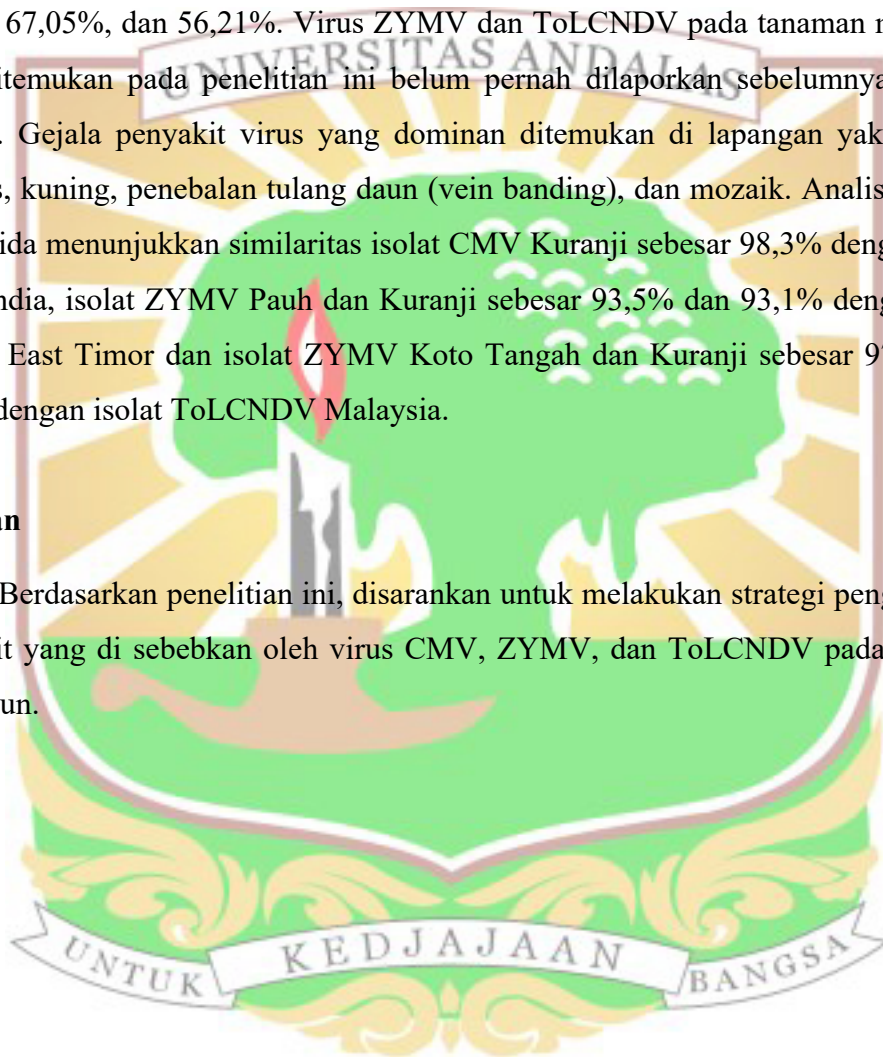 67,05%, dan 56,21%. Virus ZYMV dan ToLCNDV pada tanaman
itemukan pada penelitian ini belum pernah dilaporkan sebelumnya
. Gejala penyakit virus yang dominan ditemukan di lapangan yak
s, kuning, penebalan tulang daun (vein banding), dan mozaik. Analis
ida menunjukkan similaritas isolat CMV Kuranji sebesar 98,3% deng
ndia, isolat ZYMV Pauh dan Kuranji sebesar 93,5% dan 93,1% deng
East Timor dan isolat ZYMV Koto Tangah dan Kuranji sebesar 9
dengan isolat ToLCNDV Malaysia.
an
Berdasarkan penelitian ini, disarankan untuk melakukan strategi peng
it yang di sebebkan oleh virus CMV, ZYMV, dan ToLCNDV pada
un.
UNIVERSITAS ANDALAS
UNTUK KEDJAJAAN BANGSA